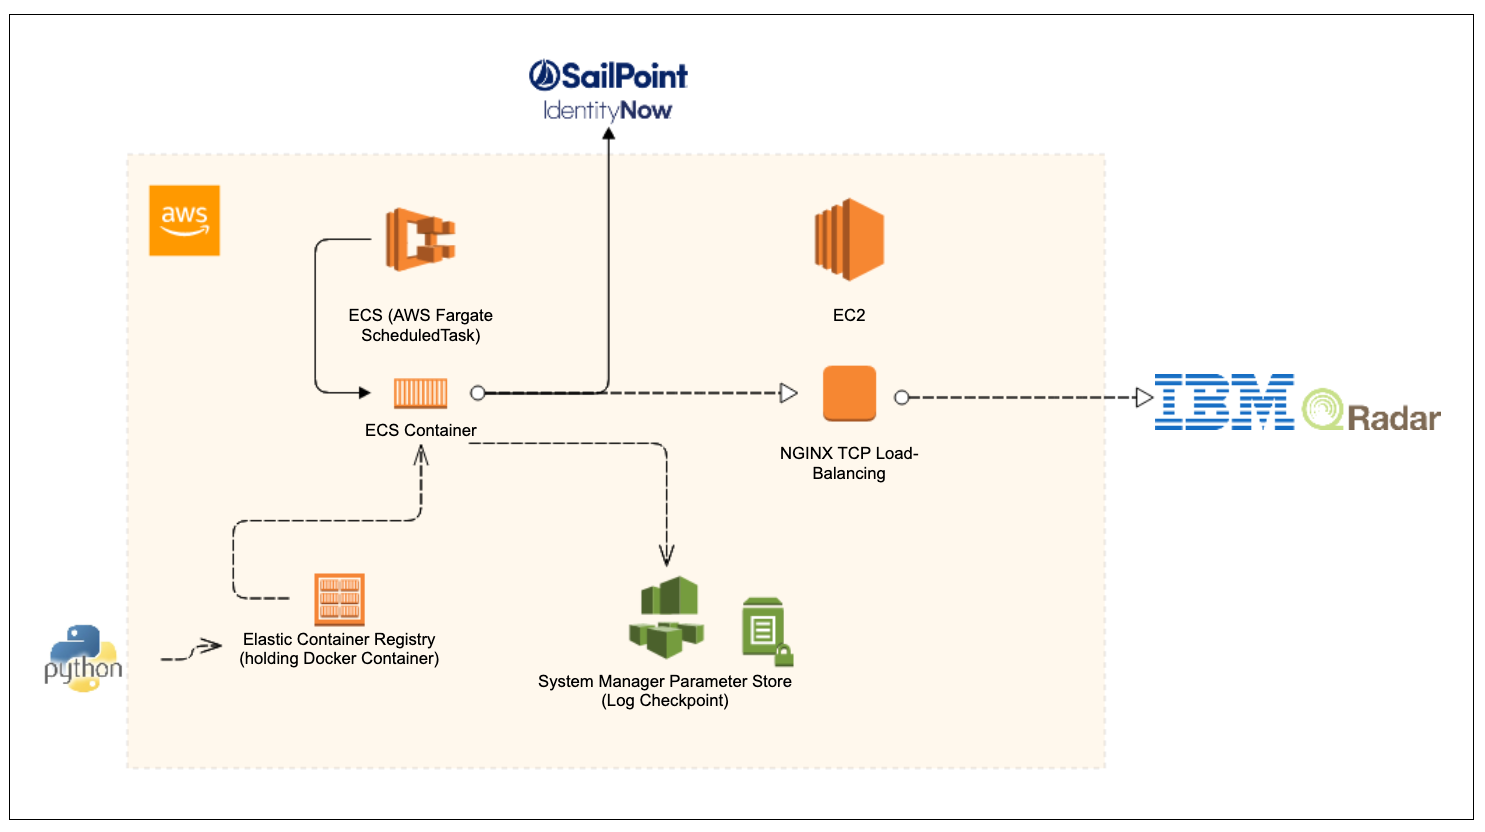 SailPoint
IdentityNow
aws
ECS (AWS Fargate
ScheduledTask)
EC2
ECS Container
NGINX TCP Load-
Balancing
IBM QRadar
Elastic Container Registry
(holding Docker Container)
python
System Manager Parameter Store
(Log Checkpoint)